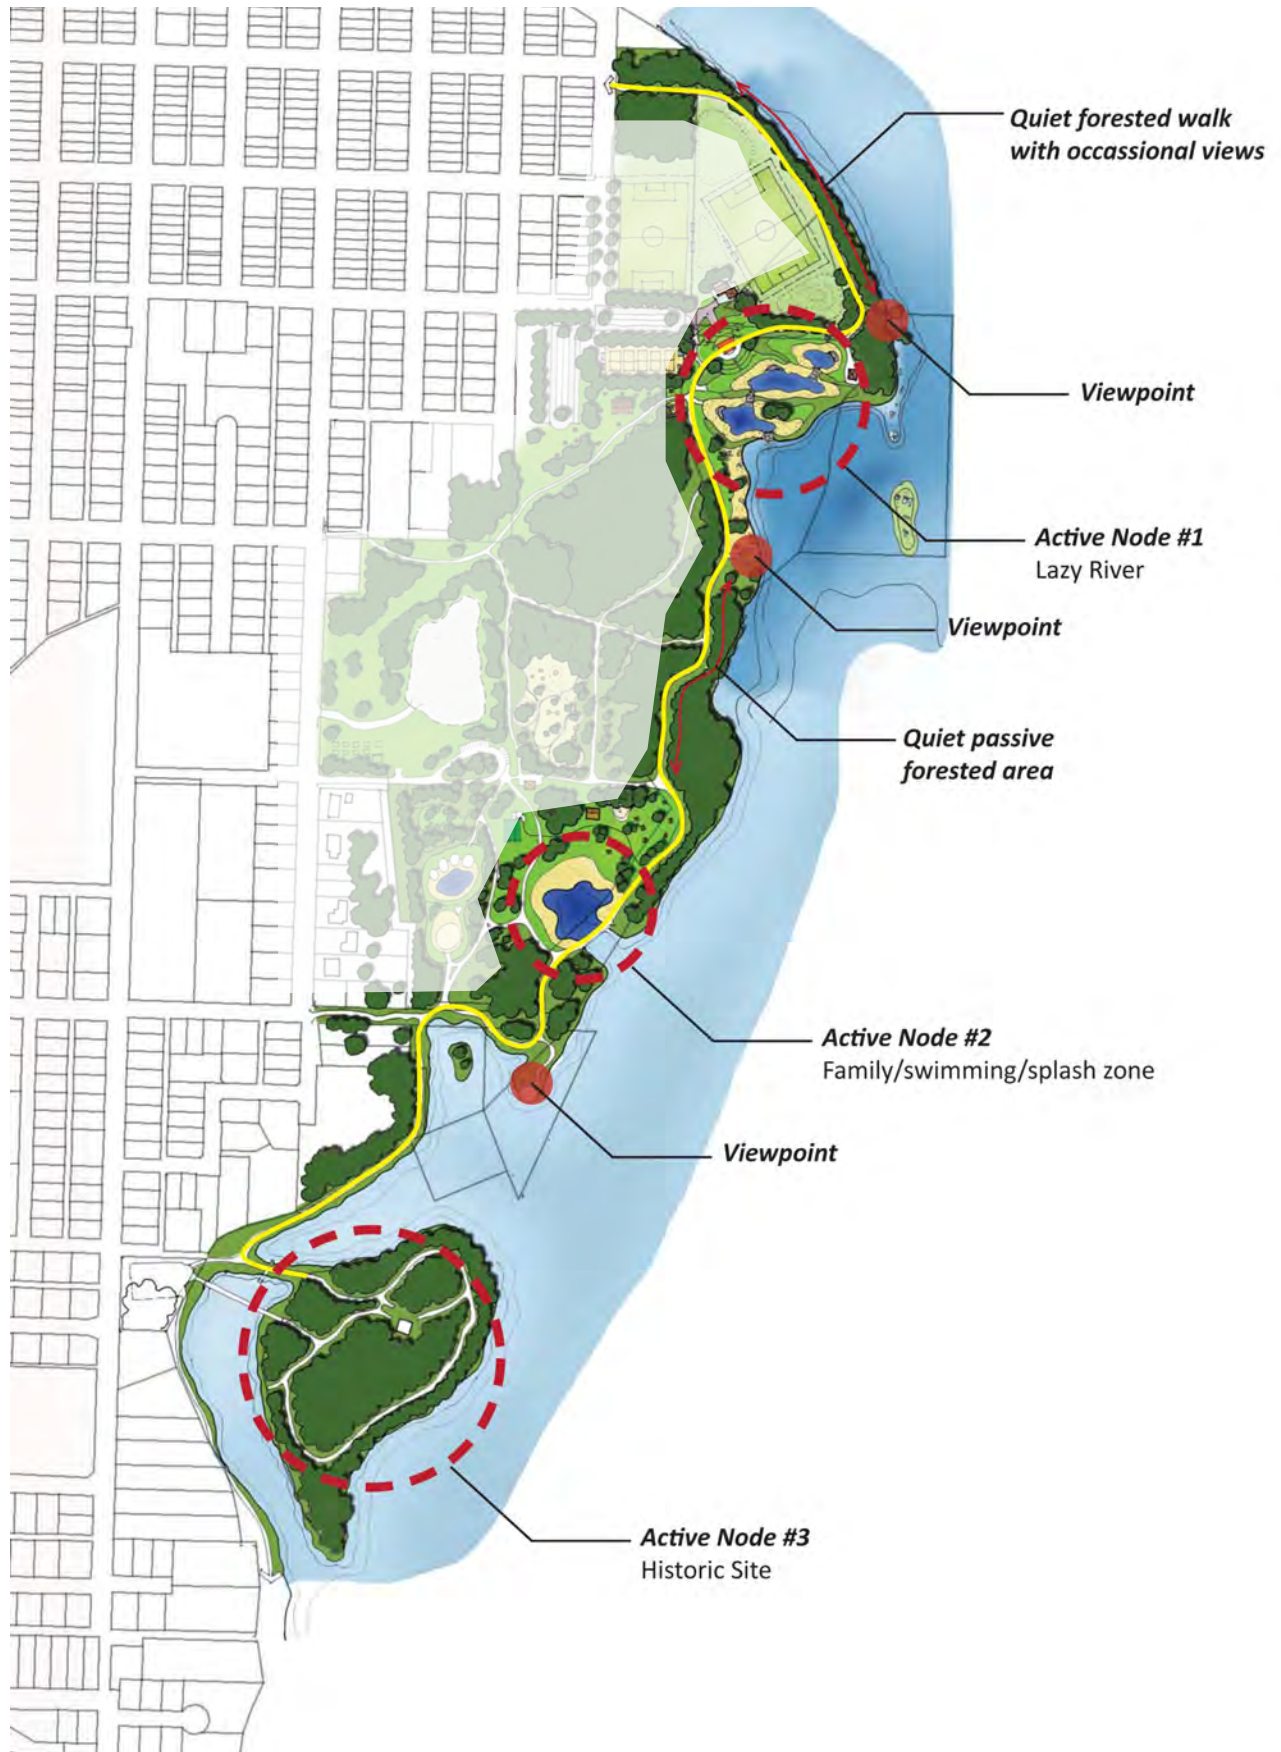 Quiet forested walk
with occassional views
Viewpoint
Active Node #1
Lazy River
Viewpoint
Quiet passive
forested area
Active Node #2
Family/swimming/splash zone
Viewpoint
Active Node #3
Historic Site